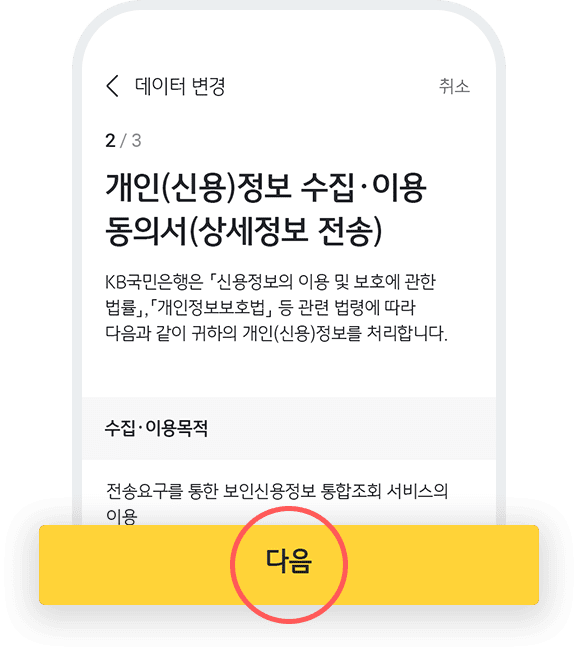 데이터 변경
취소
2 / 3
개인(신용)정보 수집·이용
동의서(상세정보 전송)
KB국민은행은 「신용정보의 이용 및 보호에 관한
법률」,「개인정보보호법」 등 관련 법령에 따라
다음과 같이 귀하의 개인(신용)정보를 처리합니다.
수집·이용목적
전송요구를 통한 보인신용정보 통합조회 서비스의
이용
다음